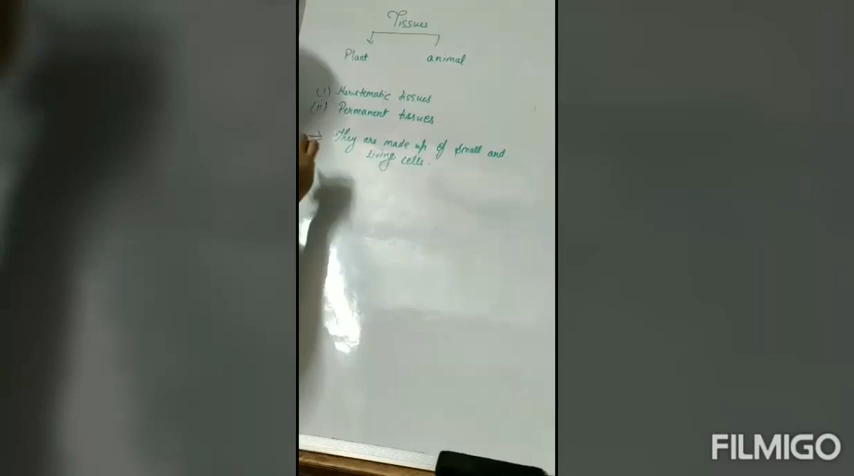 Tissues
Plant animal
(i) Meristematic tissues
(ii) Permanent tissues
⇒ They are made up of small and
living cells.
FILMIGO